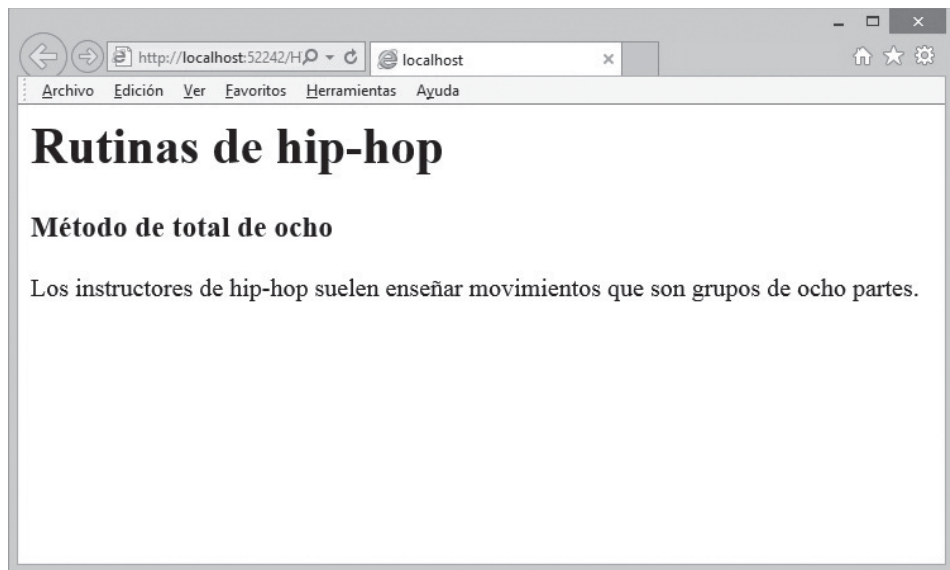 http://localhost:52242/H
localhost
Archivo Edición Ver Favoritos Herramientas Ayuda
Rutinas de hip-hop
Método de total de ocho
Los instructores de hip-hop suelen enseñar movimientos que son grupos de ocho partes.